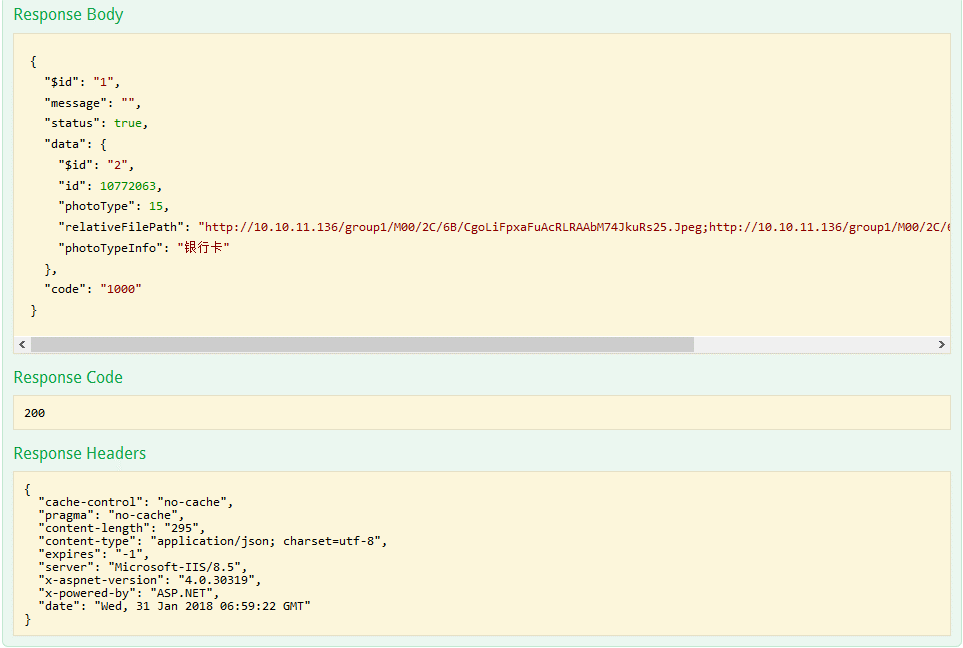 Response Body
{
"$id": "1",
"message": "",
"status": true,
"data": {
"$id": "2",
"id": 10772063,
"photoType": 15,
"relativeFilePath": "http://10.10.11.136/group1/M00/2C/6B/CgoLiFpxaFuAcRLRAAbM74JkuRs25.Jpeg;http://10.10.11.136/group1/M00/2C/6
"photoTypeInfo": "银行卡"
},
"code": "1000"
}
Response Code
200
Response Headers
{
"cache-control": "no-cache",
"pragma": "no-cache",
"content-length": "295",
"content-type": "application/json; charset=utf-8",
"expires": "-1",
"server": "Microsoft-IIS/8.5",
"x-aspnet-version": "4.0.30319",
"x-powered-by": "ASP.NET",
"date": "Wed, 31 Jan 2018 06:59:22 GMT"
}